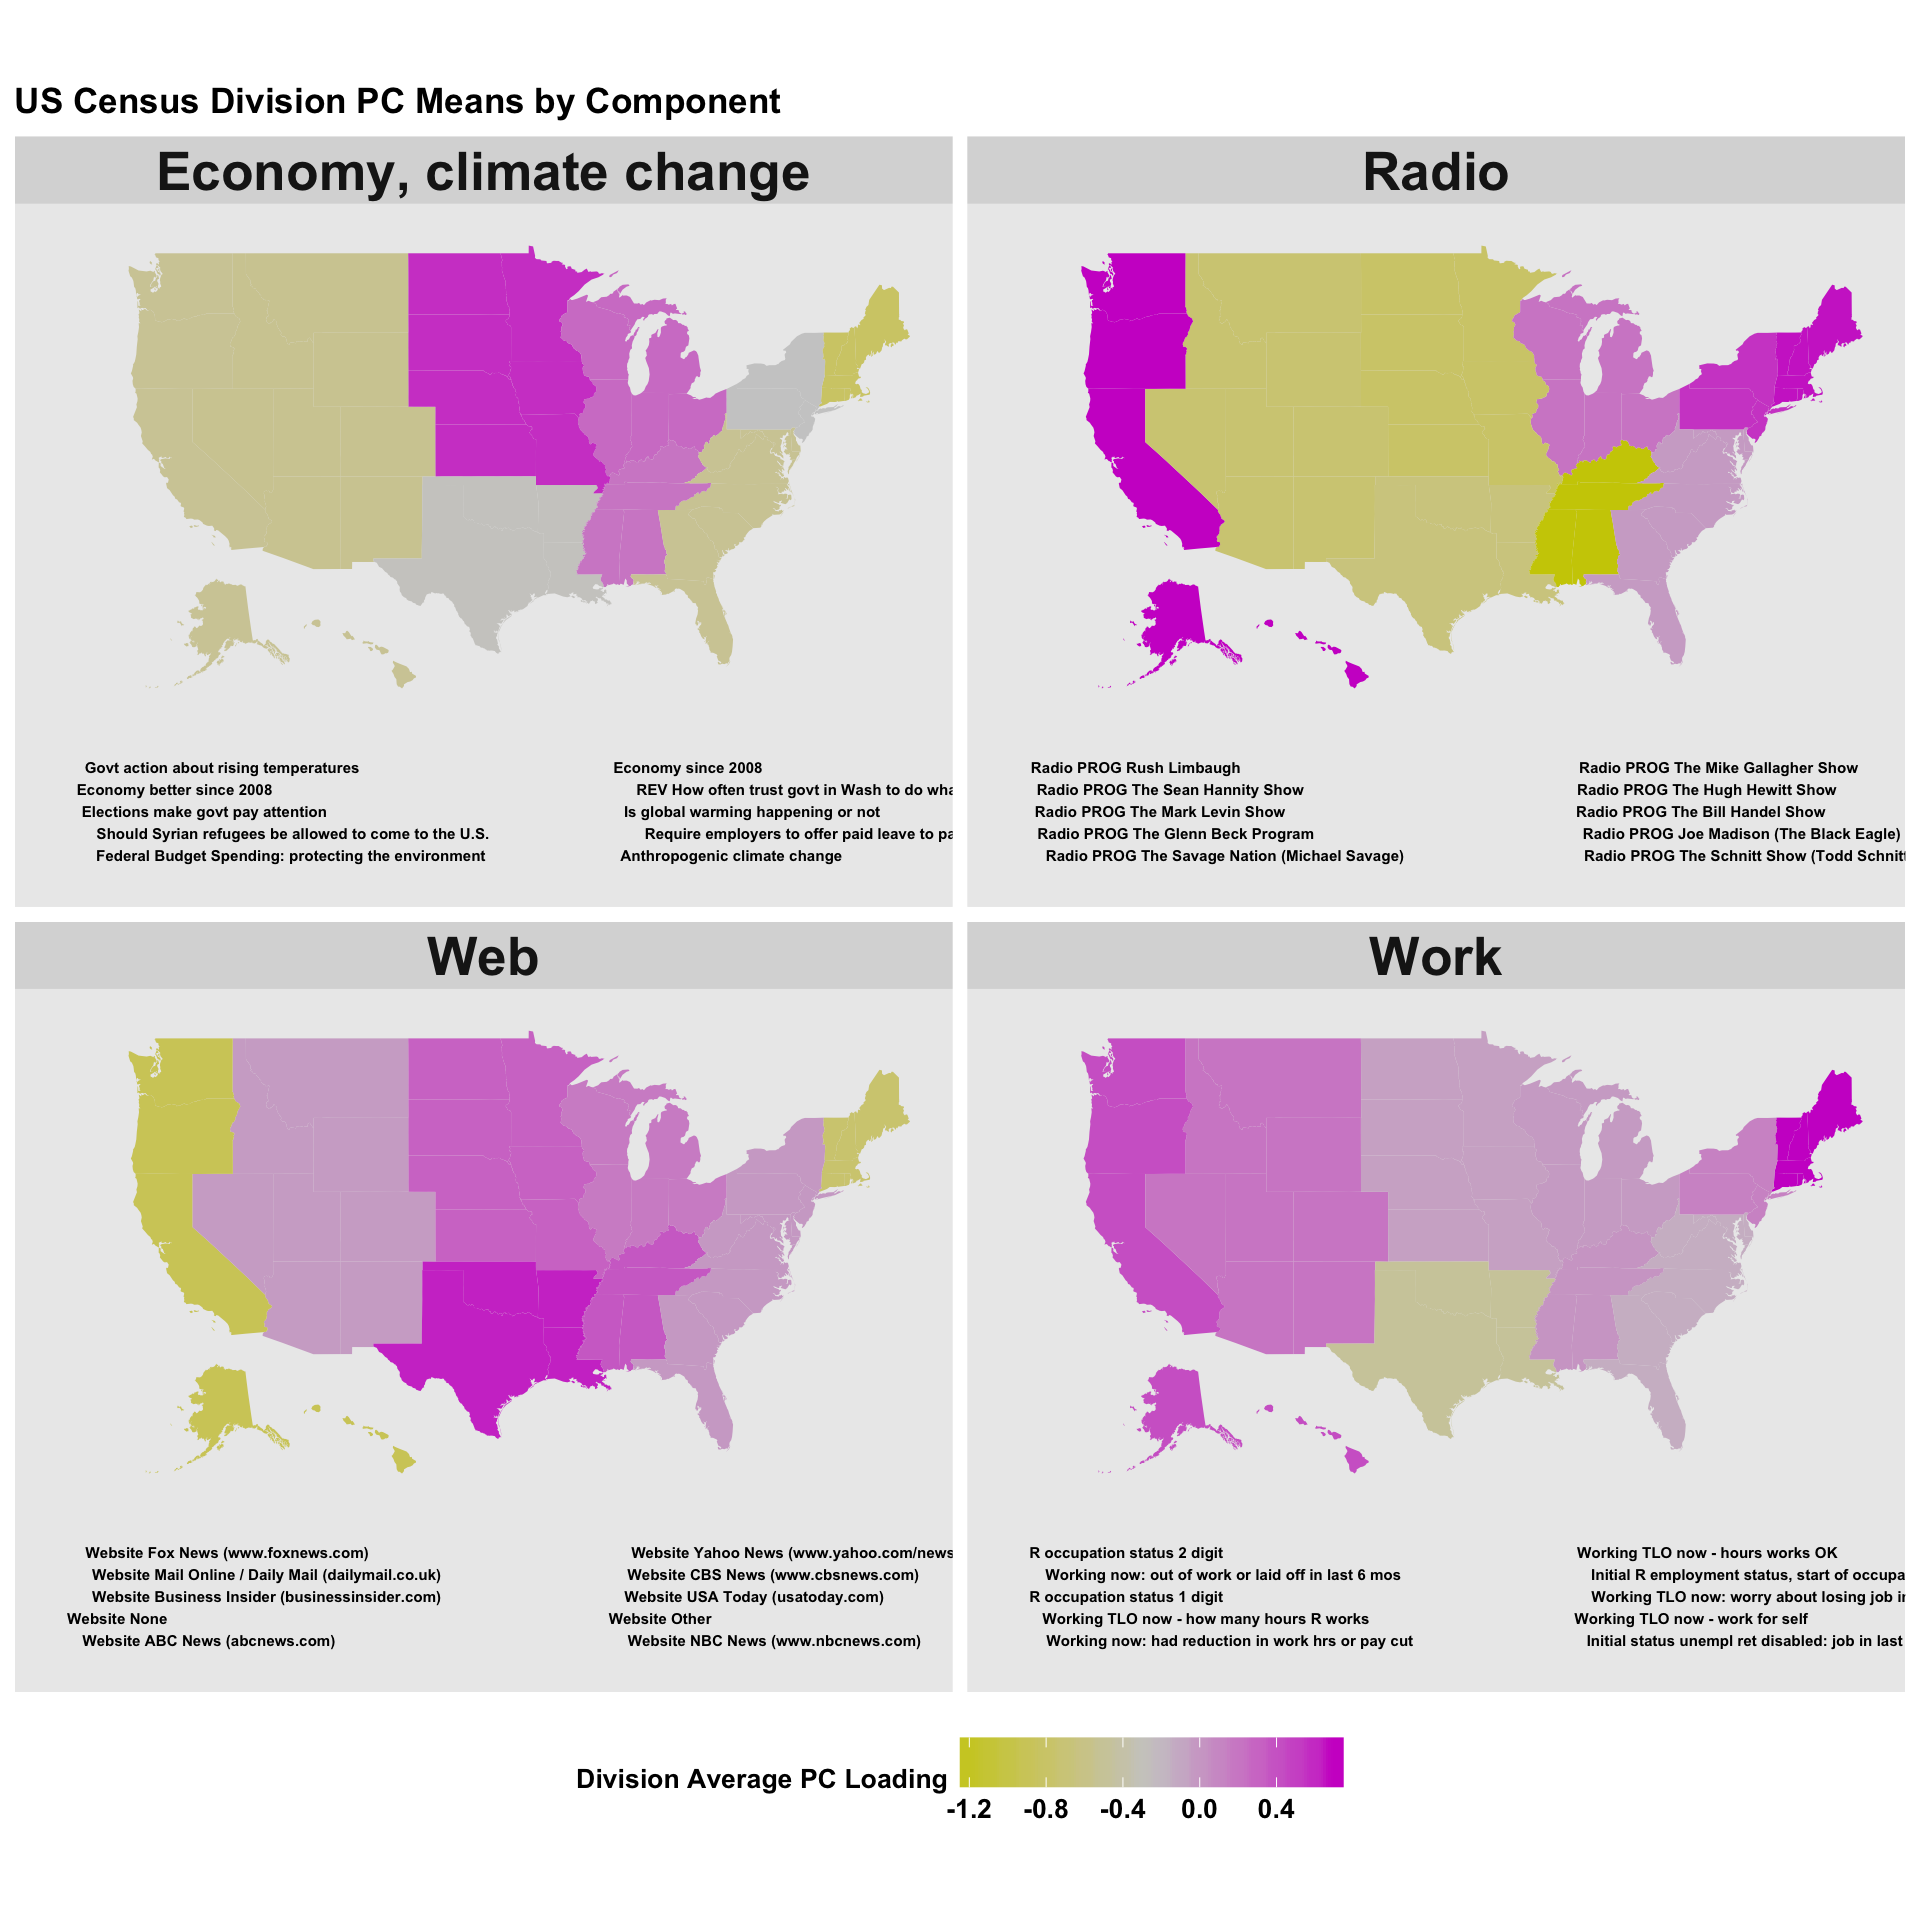 US Census Division PC Means by Component
Economy, climate change
Govt action about rising temperatures
Economy better since 2008
Elections make govt pay attention
Should Syrian refugees be allowed to come to the U.S.
Federal Budget Spending: protecting the environment
Economy since 2008
REV How often trust govt in Wash to do wha
Is global warming happening or not
Require employers to offer paid leave to pa
Anthropogenic climate change
Radio
Radio PROG Rush Limbaugh
Radio PROG The Sean Hannity Show
Radio PROG The Mark Levin Show
Radio PROG The Glenn Beck Program
Radio PROG The Savage Nation (Michael Savage)
Radio PROG The Mike Gallagher Show
Radio PROG The Hugh Hewitt Show
Radio PROG The Bill Handel Show
Radio PROG Joe Madison (The Black Eagle)
Radio PROG The Schnitt Show (Todd Schnitt
Web
Website Fox News (www.foxnews.com)
Website Mail Online / Daily Mail (dailymail.co.uk)
Website Business Insider (businessinsider.com)
Website None
Website ABC News (abcnews.com)
Website Yahoo News (www.yahoo.com/news
Website CBS News (www.cbsnews.com)
Website USA Today (usatoday.com)
Website Other
Website NBC News (www.nbcnews.com)
Work
R occupation status 2 digit
Working now: out of work or laid off in last 6 mos
R occupation status 1 digit
Working TLO now - how many hours R works
Working now: had reduction in work hrs or pay cut
Working TLO now - hours works OK
Initial R employment status, start of occupa
Working TLO now: worry about losing job i
Working TLO now - work for self
Initial status unempl ret disabled: job in last
Division Average PC Loading
-1.2 -0.8 -0.4 0.0 0.4